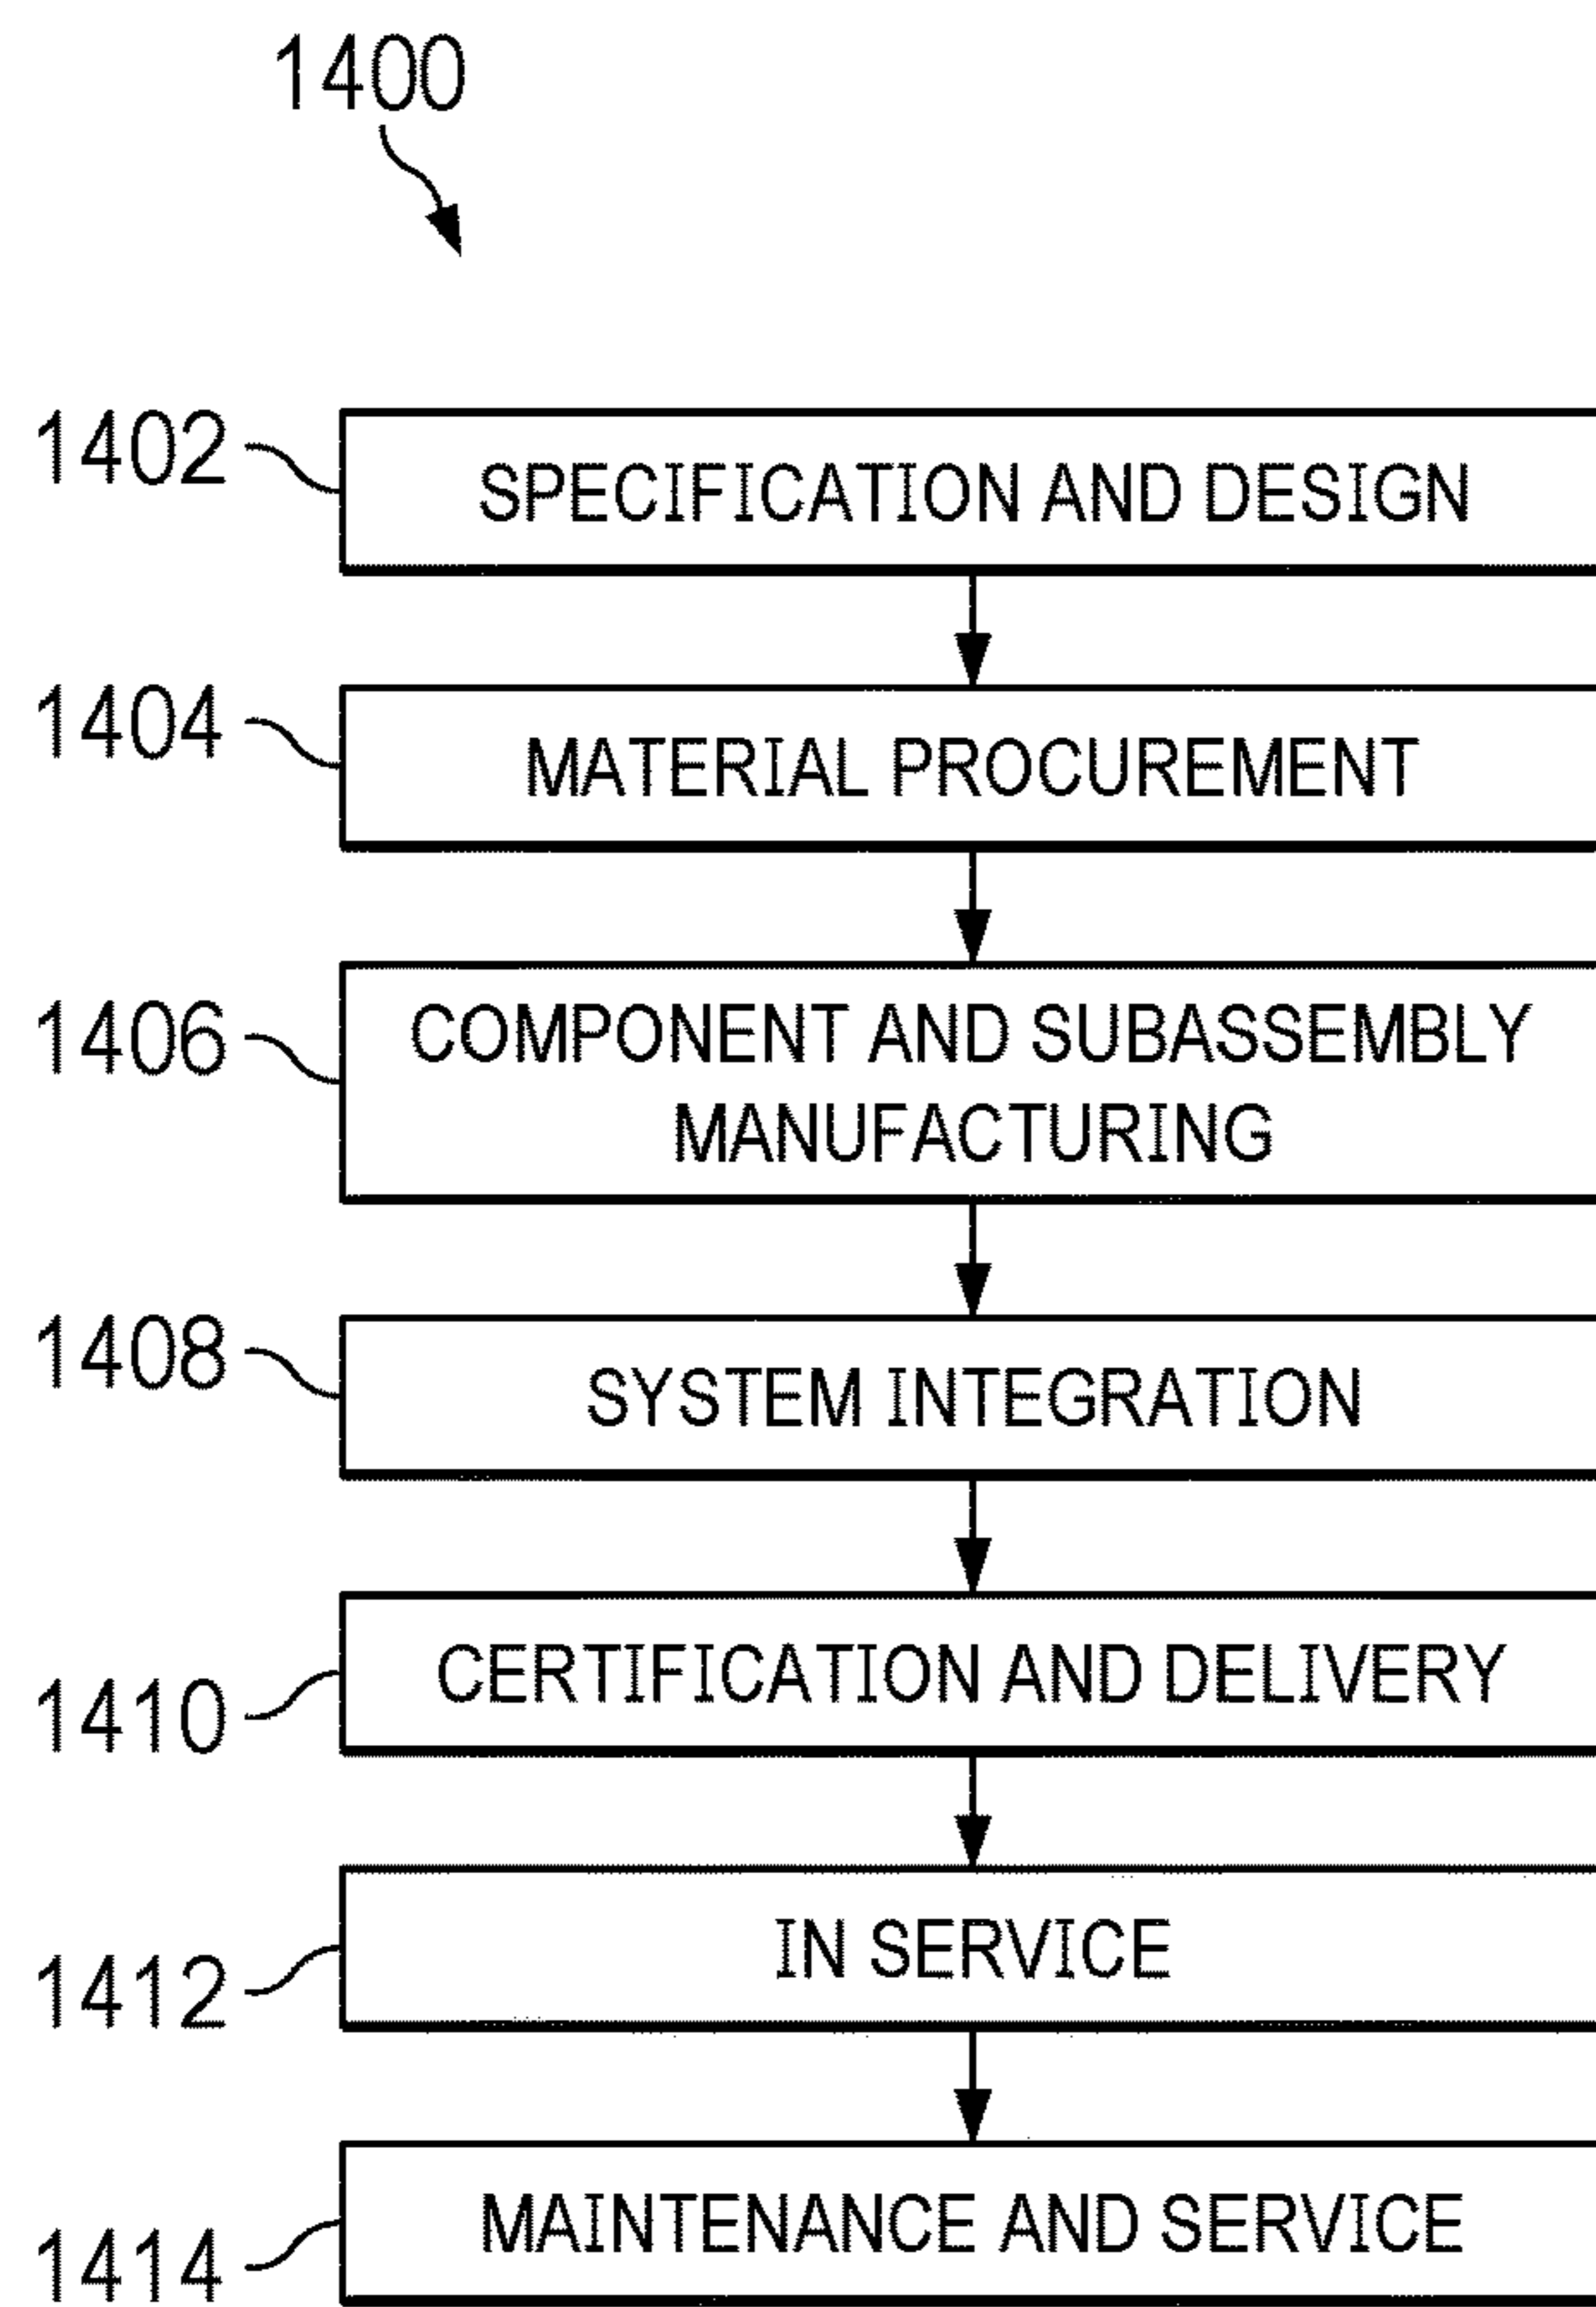 1400
1402
SPECIFICATION AND DESIGN
1404
MATERIAL PROCUREMENT
1406
COMPONENT AND SUBASSEMBLY
MANUFACTURING
1408
SYSTEM INTEGRATION
1410
CERTIFICATION AND DELIVERY
1412
IN SERVICE
1414
MAINTENANCE AND SERVICE